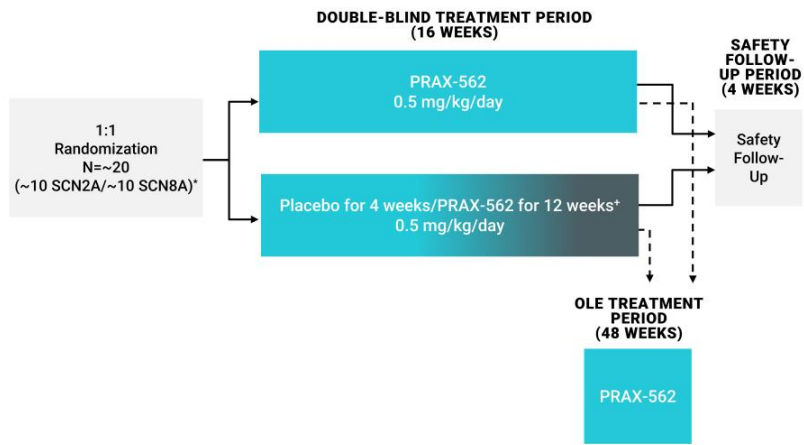 DOUBLE-BLIND TREATMENT PERIOD
(16 WEEKS)
SAFETY
FOLLOW-
UP PERIOD
(4 WEEKS)
1:1
Randomization
N=~20
(~10 SCN2A/~10 SCN8A)*
PRAX-562
0.5 mg/kg/day
Placebo for 4 weeks/PRAX-562 for 12 weeks+
0.5 mg/kg/day
Safety
Follow-
Up
OLE TREATMENT
PERIOD
(48 WEEKS)
PRAX-562